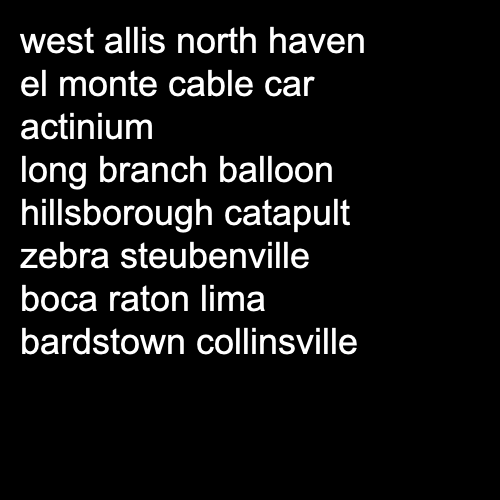 west allis north haven
el monte cable car
actinium
long branch balloon
hillsborough catapult
zebra steubenville
boca raton lima
bardstown collinsville